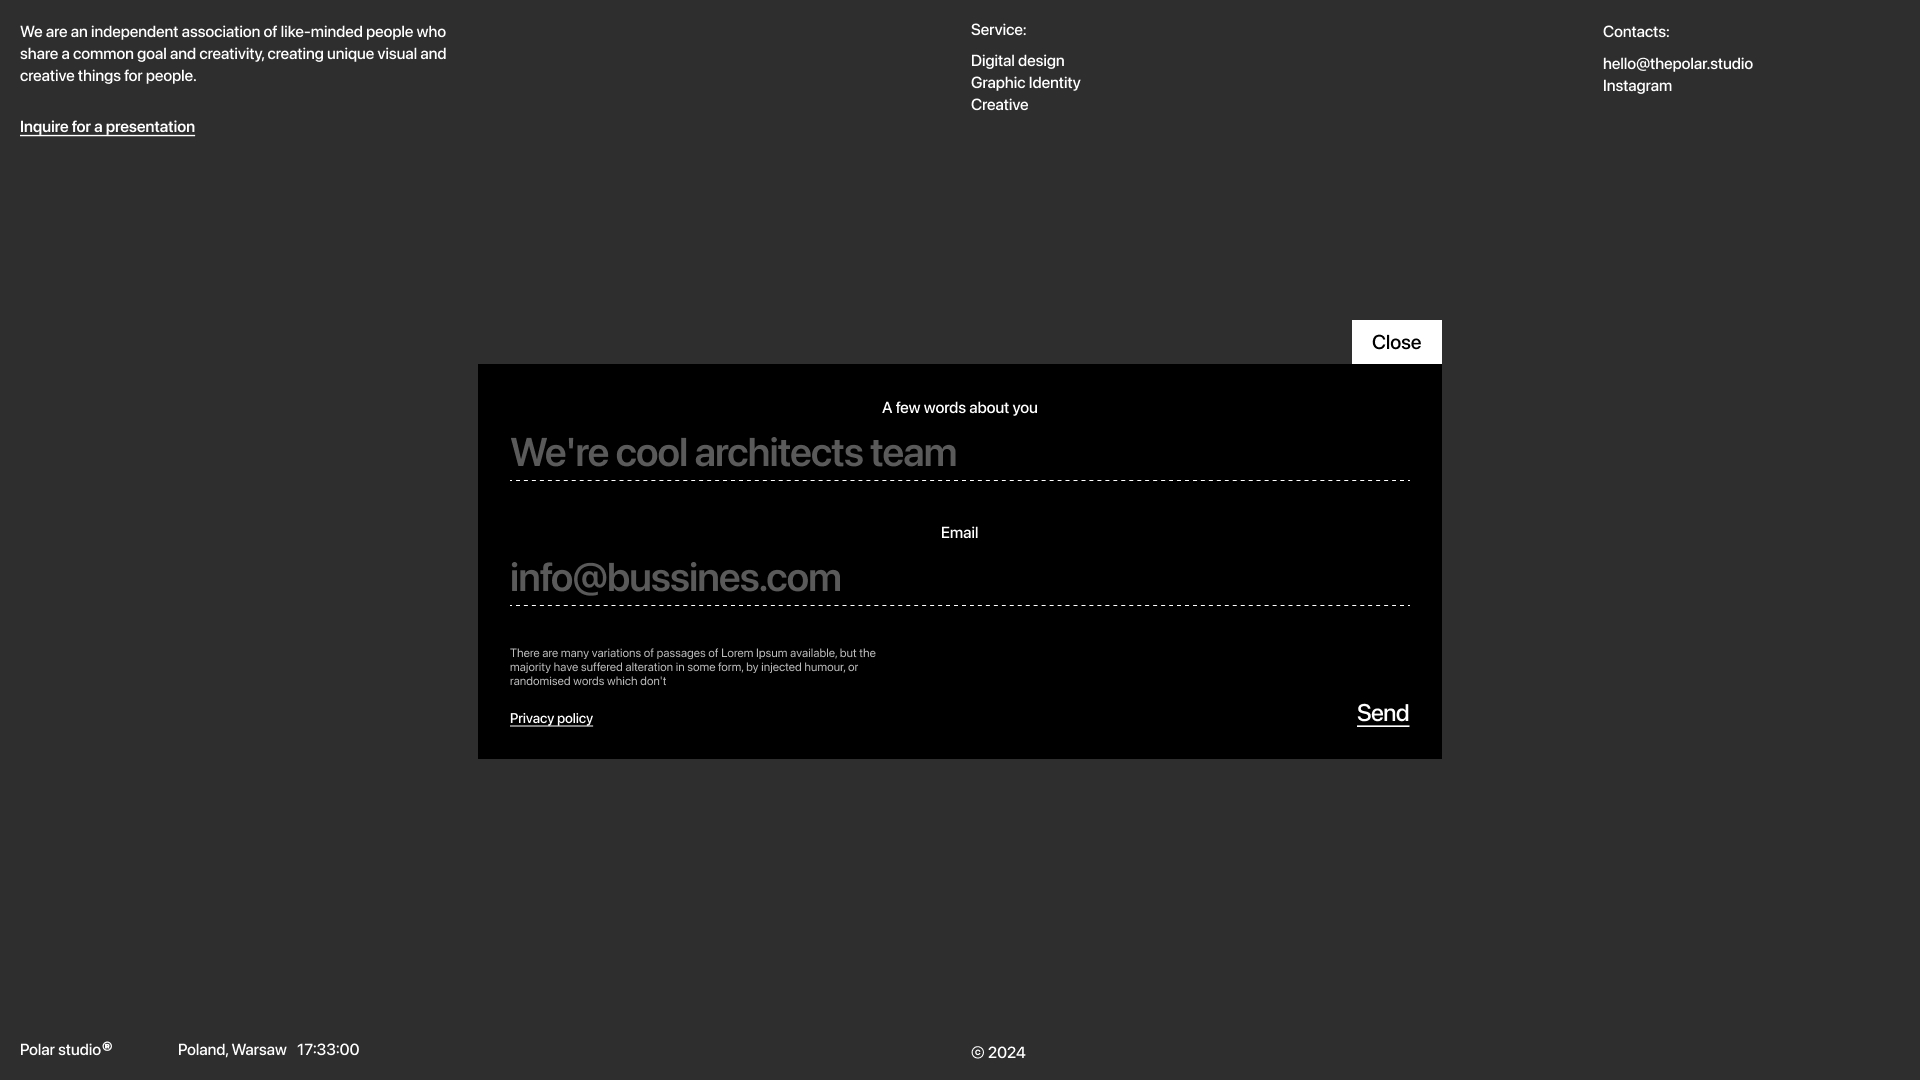 We are an independent association of like-minded people who
share a common goal and creativity, creating unique visual and
creative things for people.
Inquire for a presentation
Service:
Digital design
Graphic Identity
Creative
Contacts:
hello@thepolar.studio
Instagram
Close
A few words about you
We're cool architects team
Email
info@bussines.com
There are many variations of passages of Lorem Ipsum available, but the
majority have suffered alteration in some form, by injected humour, or
randomised words which don't
Privacy policy
Send
Polar studio®
Poland, Warsaw 17:33:00
© 2024